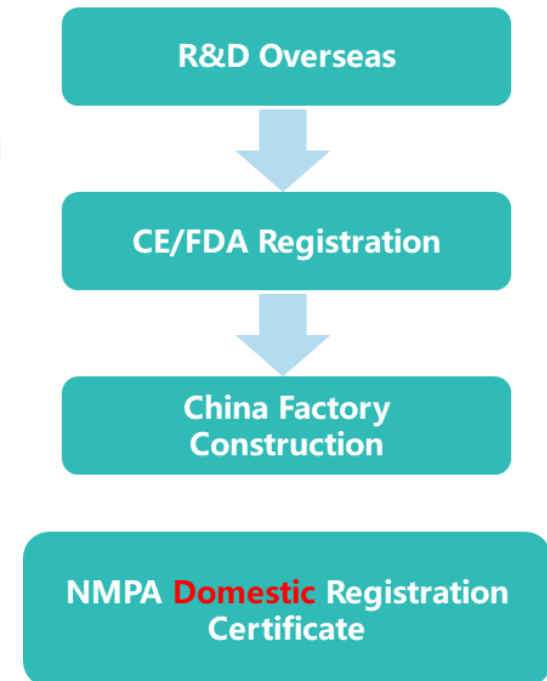 R&D Overseas
CE/FDA Registration
China Factory
Construction
NMPA Domestic Registration
Certificate